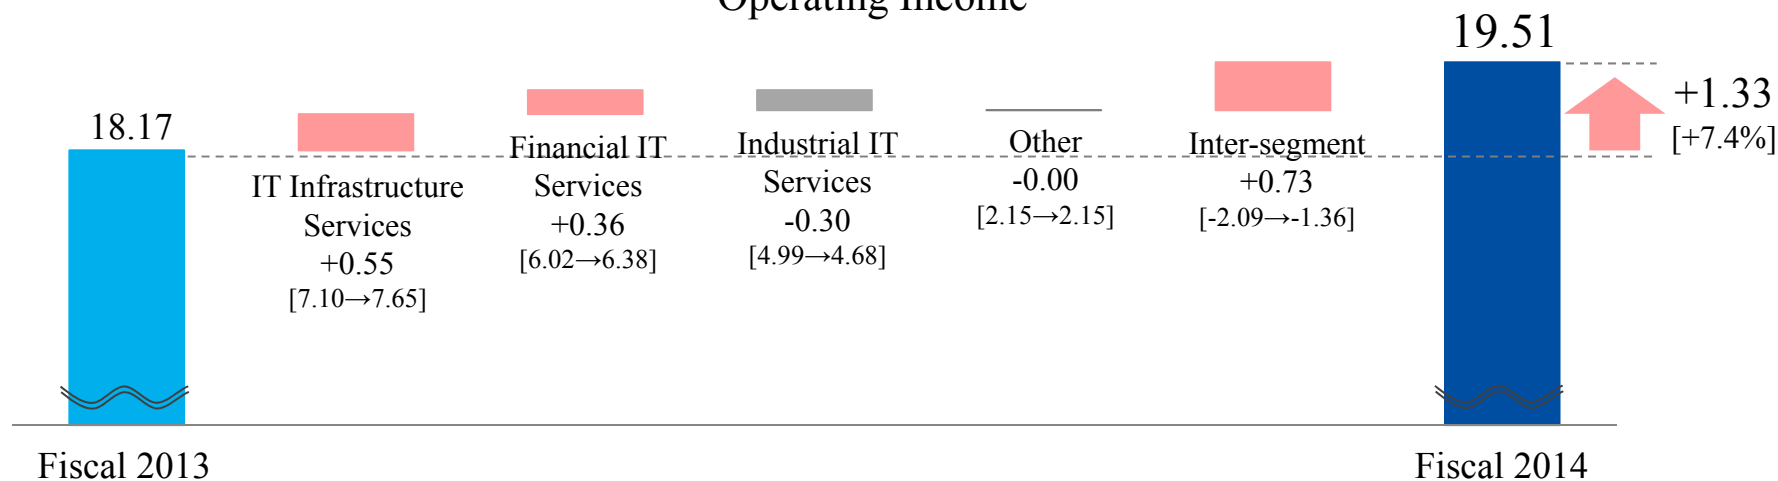 Operating Income
18.17
IT Infrastructure
Services
+0.55
[7.10→7.65]
Financial IT
Services
+0.36
[6.02→6.38]
Industrial IT
Services
-0.30
[4.99→4.68]
Other
-0.00
[2.15→2.15]
Inter-segment
+0.73
[-2.09→-1.36]
19.51
+1.33
[+7.4%]
Fiscal 2013
Fiscal 2014